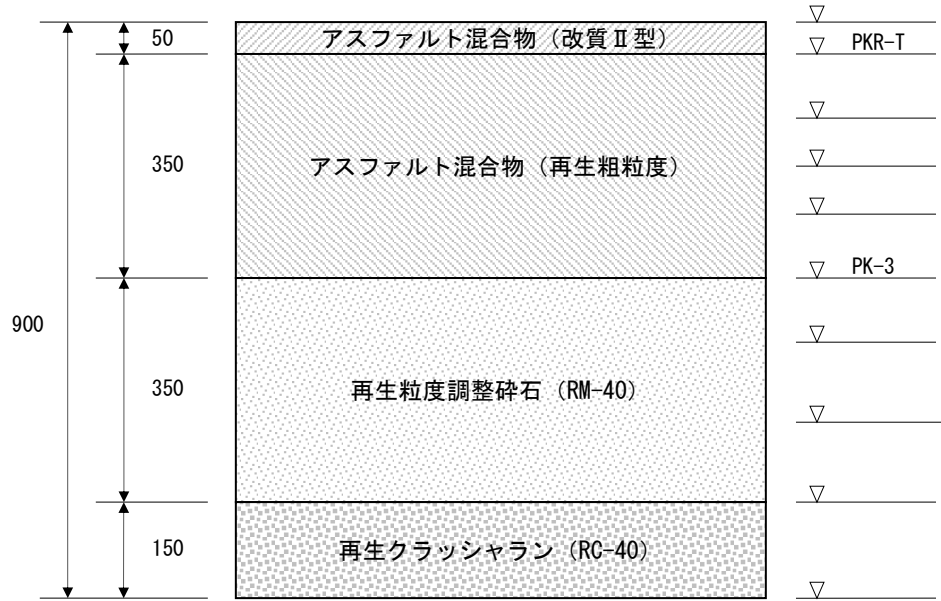 50
アスファルト混合物（改質Ⅱ型）
PKR-T
350
アスファルト混合物（再生粗粒度）
PK-3
900
350
再生粒度調整砕石（RM-40）
150
再生クラッシャラン（RC-40）